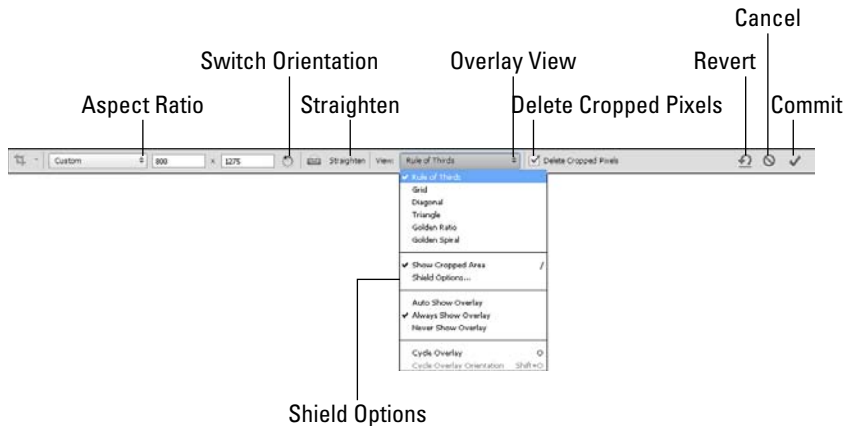 Cancel
Switch Orientation Overlay View Revert
Aspect Ratio Straighten Delete Cropped Pixels Commit
Custom 800 x 1275 Straighten View: Rule of Thirds Delete Cropped Pixels
Rule of Thirds
Grid
Diagonal
Triangle
Golden Ratio
Golden Spiral
Show Cropped Area /
Shield Options...
Auto Show Overlay
Always Show Overlay
Never Show Overlay
Cycle Overlay O
Cycle Overlay Orientation Shift+O
Shield Options